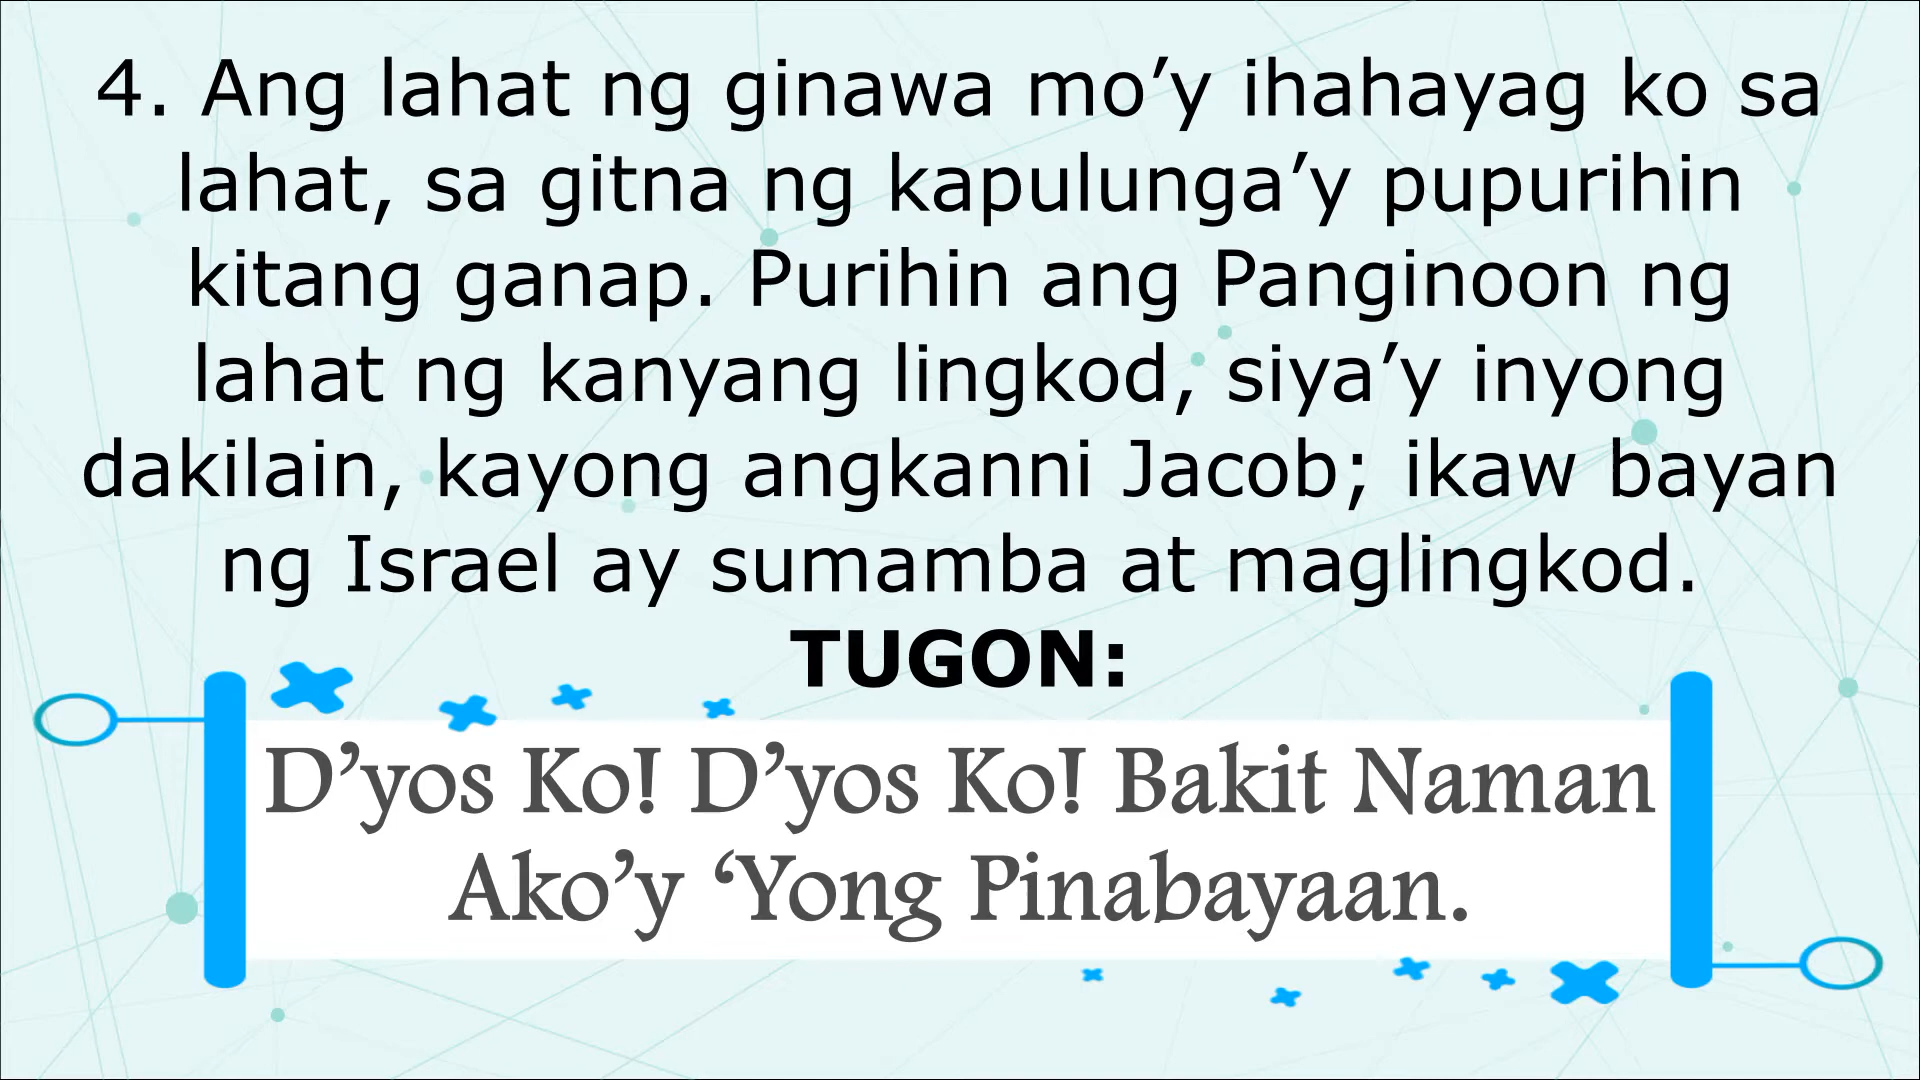 4. Ang lahat ng ginawa mo’y ihahayag ko sa
lahat, sa gitna ng kapulunga’y pupurihin
kitang ganap. Purihin ang Panginoon ng
lahat ng kanyang lingkod, siya’y inyong
dakilain, kayong angkanni Jacob; ikaw bayan
ng Israel ay sumamba at maglingkod.
TUGON:
D’yos Ko! D’yos Ko! Bakit Naman
Ako’y ‘Yong Pinabayaan.